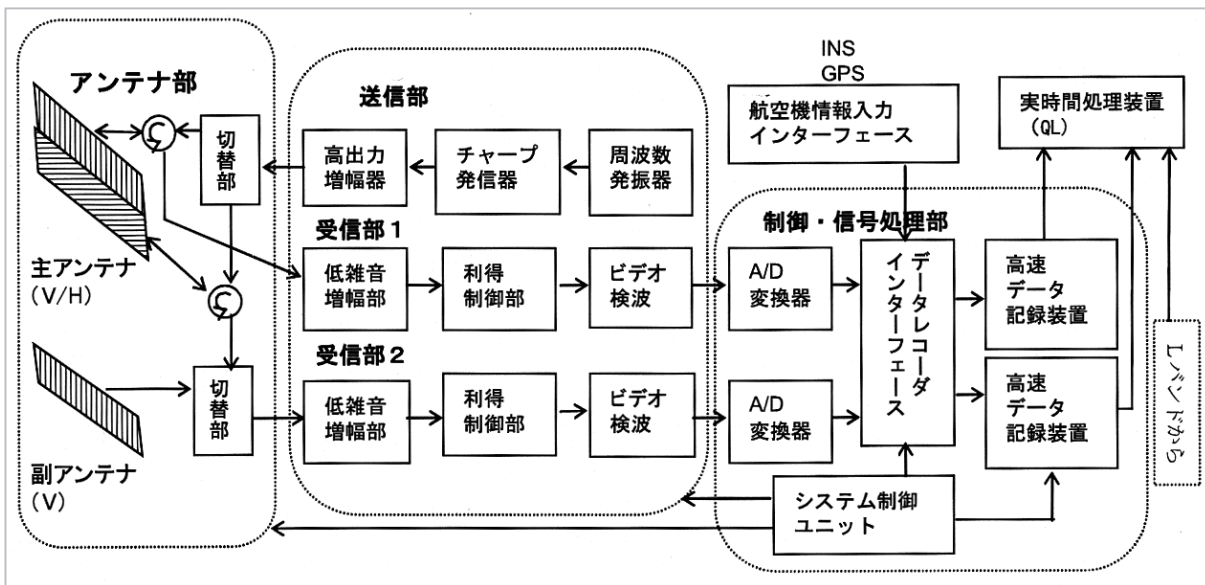 アンテナ部
切替部
主アンテナ
(V/H)
切替部
副アンテナ
(V)
送信部
高出力
増幅器
チャープ
発信器
周波数
発振器
受信部1
低雑音
増幅部
利得
制御部
ビデオ
検波
受信部2
低雑音
増幅部
利得
制御部
ビデオ
検波
INS
GPS
航空機情報入力
インターフェース
実時間処理装置
(QL)
制御・信号処理部
A/D
変換器
A/D
変換器
データレコーダ
インターフェース
高速
データ
記録装置
高速
データ
記録装置
システム制御
ユニット
Lバンドから